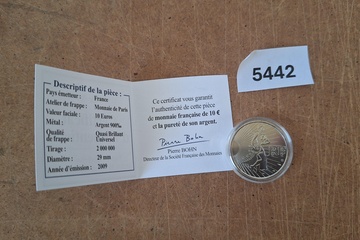 Descriptif de la pièce :
Pays émetteur : France
Atelier de frappe : Monnaie de Paris
Valeur faciale : 10 Euros
Métal : Argent 900‰
Qualité de frappe : Quasi Brillant Universel
Tirage : 2 000 000
Diamètre : 29 mm
Année d'émission : 2009
Ce certificat vous garantit
l'authenticité de cette pièce
de monnaie française de 10 €
et la pureté de son argent.
Pierre Bohn
Pierre BOHN
Directeur de la Société Française des Monnaies
5442